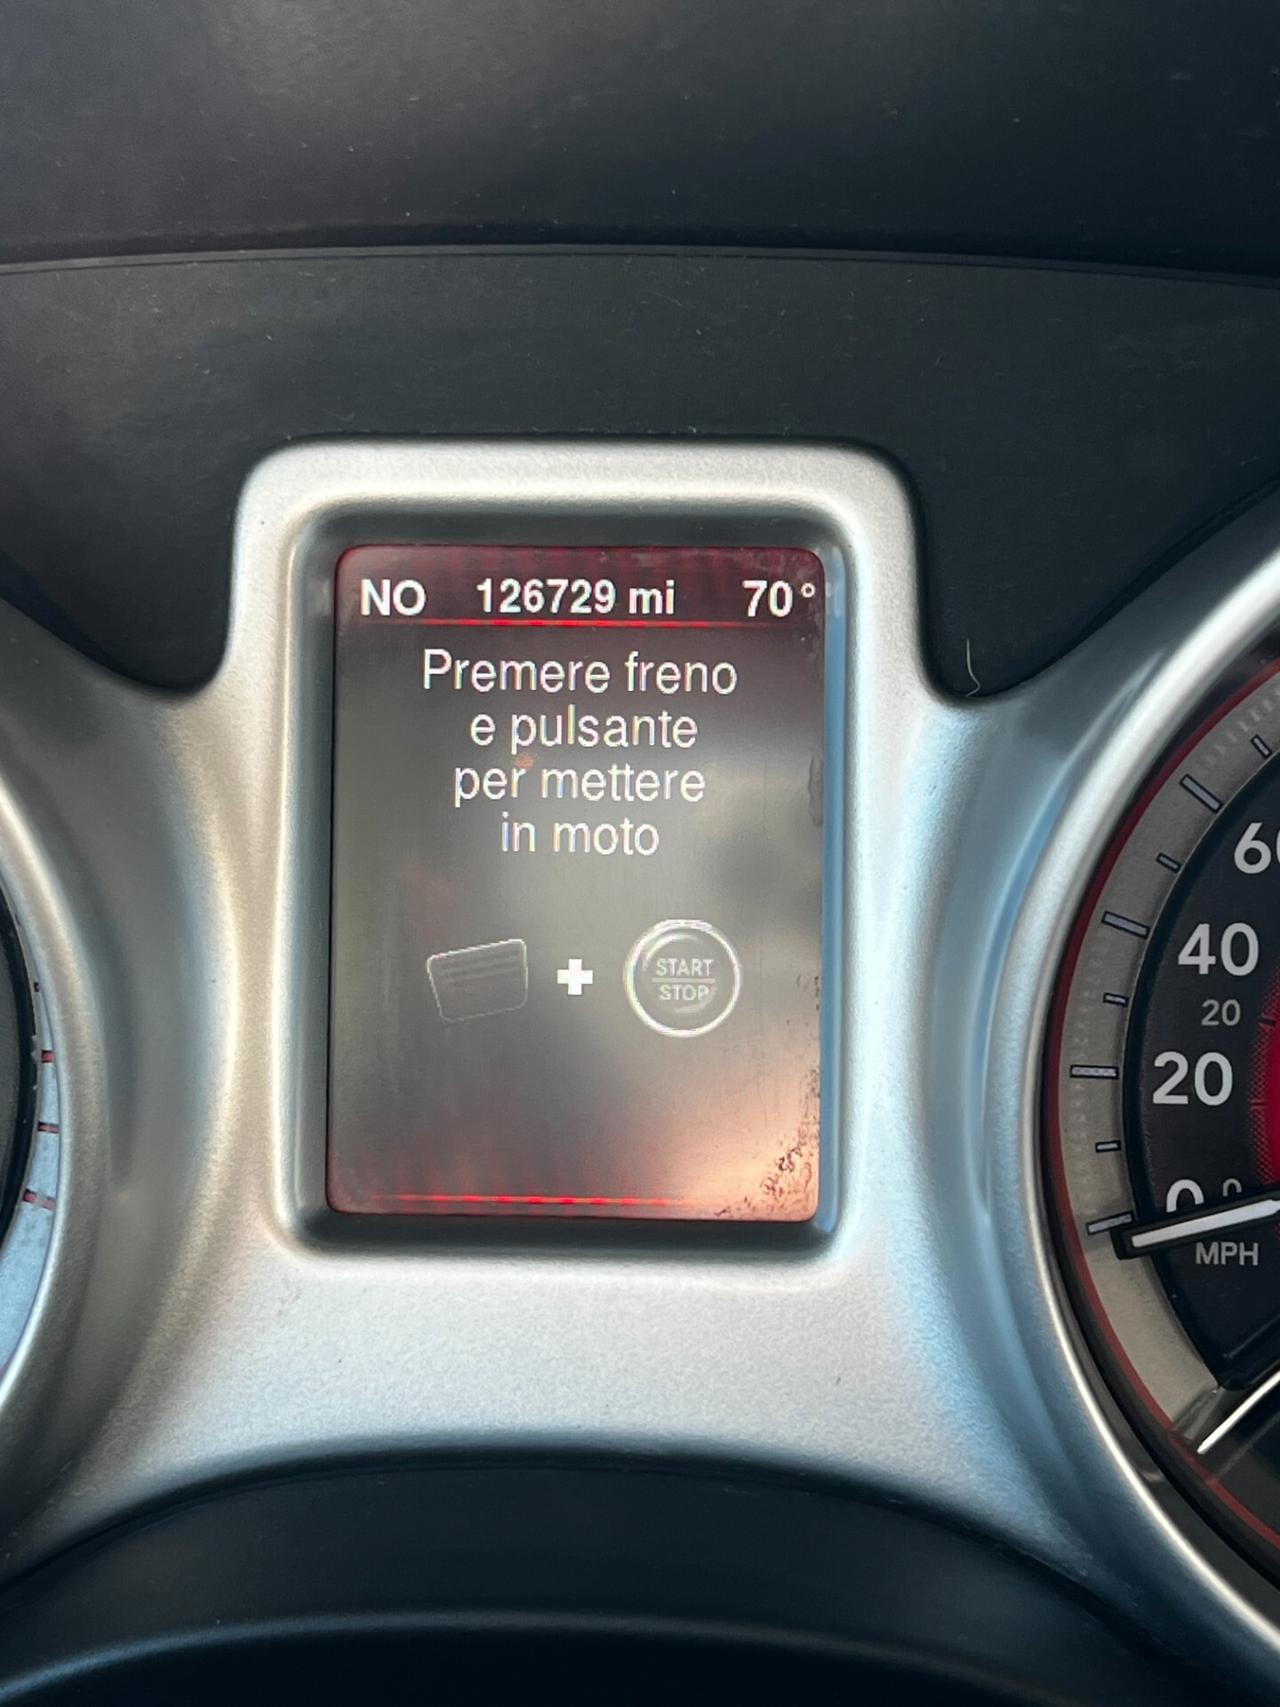 NO 126729 mi 70°
Premere freno
e pulsante
per mettere
in moto
START
STOP
60
40
20
20
0 0
MPH